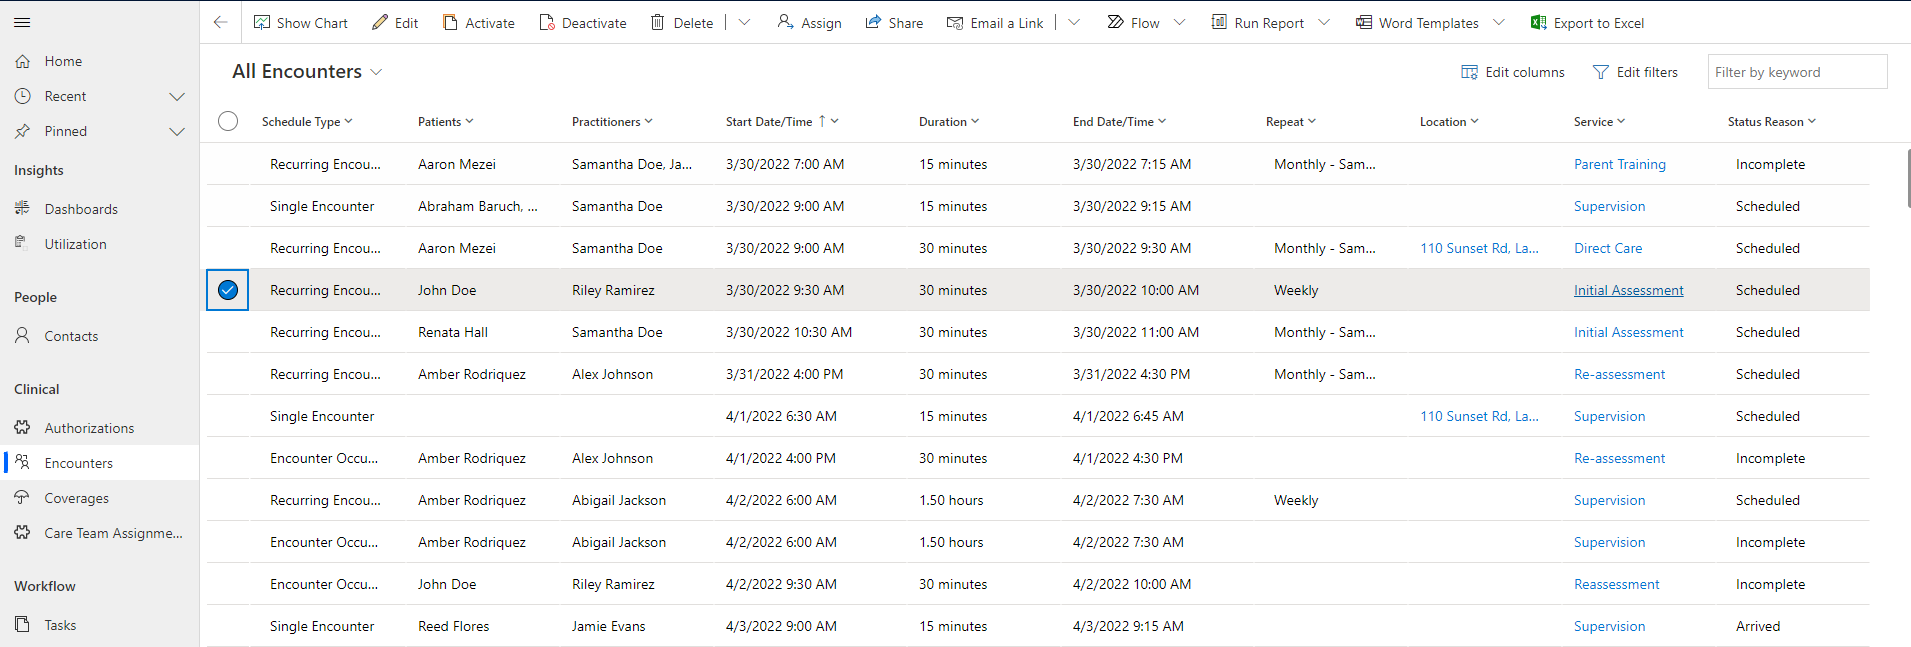 Show Chart Edit Activate Deactivate Delete Assign Share Email a Link Flow Run Report Word Templates Export to Excel
Home
Recent
Pinned
Insights
Dashboards
Utilization
People
Contacts
Clinical
Authorizations
Encounters
Coverages
Care Team Assignme...
Workflow
Tasks
All Encounters Edit columns Edit filters Filter by keyword
Schedule Type Patients Practitioners Start Date/Time ↑ Duration End Date/Time Repeat Location Service Status Reason
Recurring Encou... Aaron Mezei Samantha Doe, Ja... 3/30/2022 7:00 AM 15 minutes 3/30/2022 7:15 AM Monthly - Sam... Parent Training Incomplete
Single Encounter Abraham Baruch, ... Samantha Doe 3/30/2022 9:00 AM 15 minutes 3/30/2022 9:15 AM Supervision Scheduled
Recurring Encou... Aaron Mezei Samantha Doe 3/30/2022 9:00 AM 30 minutes 3/30/2022 9:30 AM Monthly - Sam... 110 Sunset Rd, La... Direct Care Scheduled
Recurring Encou... John Doe Riley Ramirez 3/30/2022 9:30 AM 30 minutes 3/30/2022 10:00 AM Weekly Initial Assessment Scheduled
Recurring Encou... Renata Hall Samantha Doe 3/30/2022 10:30 AM 30 minutes 3/30/2022 11:00 AM Monthly - Sam... Initial Assessment Scheduled
Recurring Encou... Amber Rodriquez Alex Johnson 3/31/2022 4:00 PM 30 minutes 3/31/2022 4:30 PM Monthly - Sam... Re-assessment Scheduled
Single Encounter 4/1/2022 6:30 AM 15 minutes 4/1/2022 6:45 AM 110 Sunset Rd, La... Supervision Scheduled
Encounter Occu... Amber Rodriquez Alex Johnson 4/1/2022 4:00 PM 30 minutes 4/1/2022 4:30 PM Re-assessment Incomplete
Recurring Encou... Amber Rodriquez Abigail Jackson 4/2/2022 6:00 AM 1.50 hours 4/2/2022 7:30 AM Weekly Supervision Scheduled
Encounter Occu... Amber Rodriquez Abigail Jackson 4/2/2022 6:00 AM 1.50 hours 4/2/2022 7:30 AM Supervision Incomplete
Encounter Occu... John Doe Riley Ramirez 4/2/2022 9:30 AM 30 minutes 4/2/2022 10:00 AM Reassessment Incomplete
Single Encounter Reed Flores Jamie Evans 4/3/2022 9:00 AM 15 minutes 4/3/2022 9:15 AM Supervision Arrived